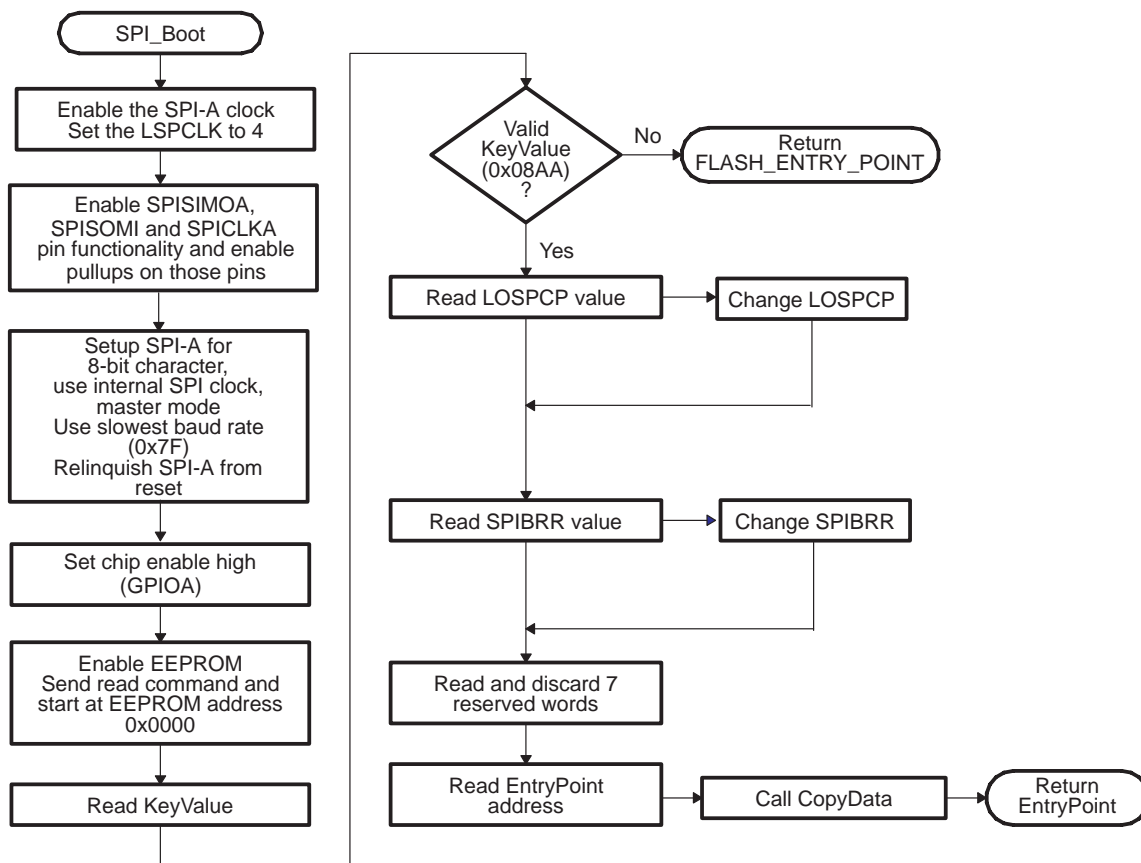 SPI_Boot
Enable the SPI-A clock
Set the LSPCLK to 4
Enable SPISIMOA,
SPISOMI and SPICLKA
pin functionality and enable
pullups on those pins
Setup SPI-A for
8-bit character,
use internal SPI clock,
master mode
Use slowest baud rate
(0x7F)
Relinquish SPI-A from
reset
Set chip enable high
(GPIOA)
Enable EEPROM
Send read command and
start at EEPROM address
0x0000
Read KeyValue
Valid
KeyValue
(0x08AA)
?
No
Return
FLASH_ENTRY_POINT
Yes
Read LOSPCP value
Change LOSPCP
Read SPIBRR value
Change SPIBRR
Read and discard 7
reserved words
Read EntryPoint
address
Call CopyData
Return
EntryPoint